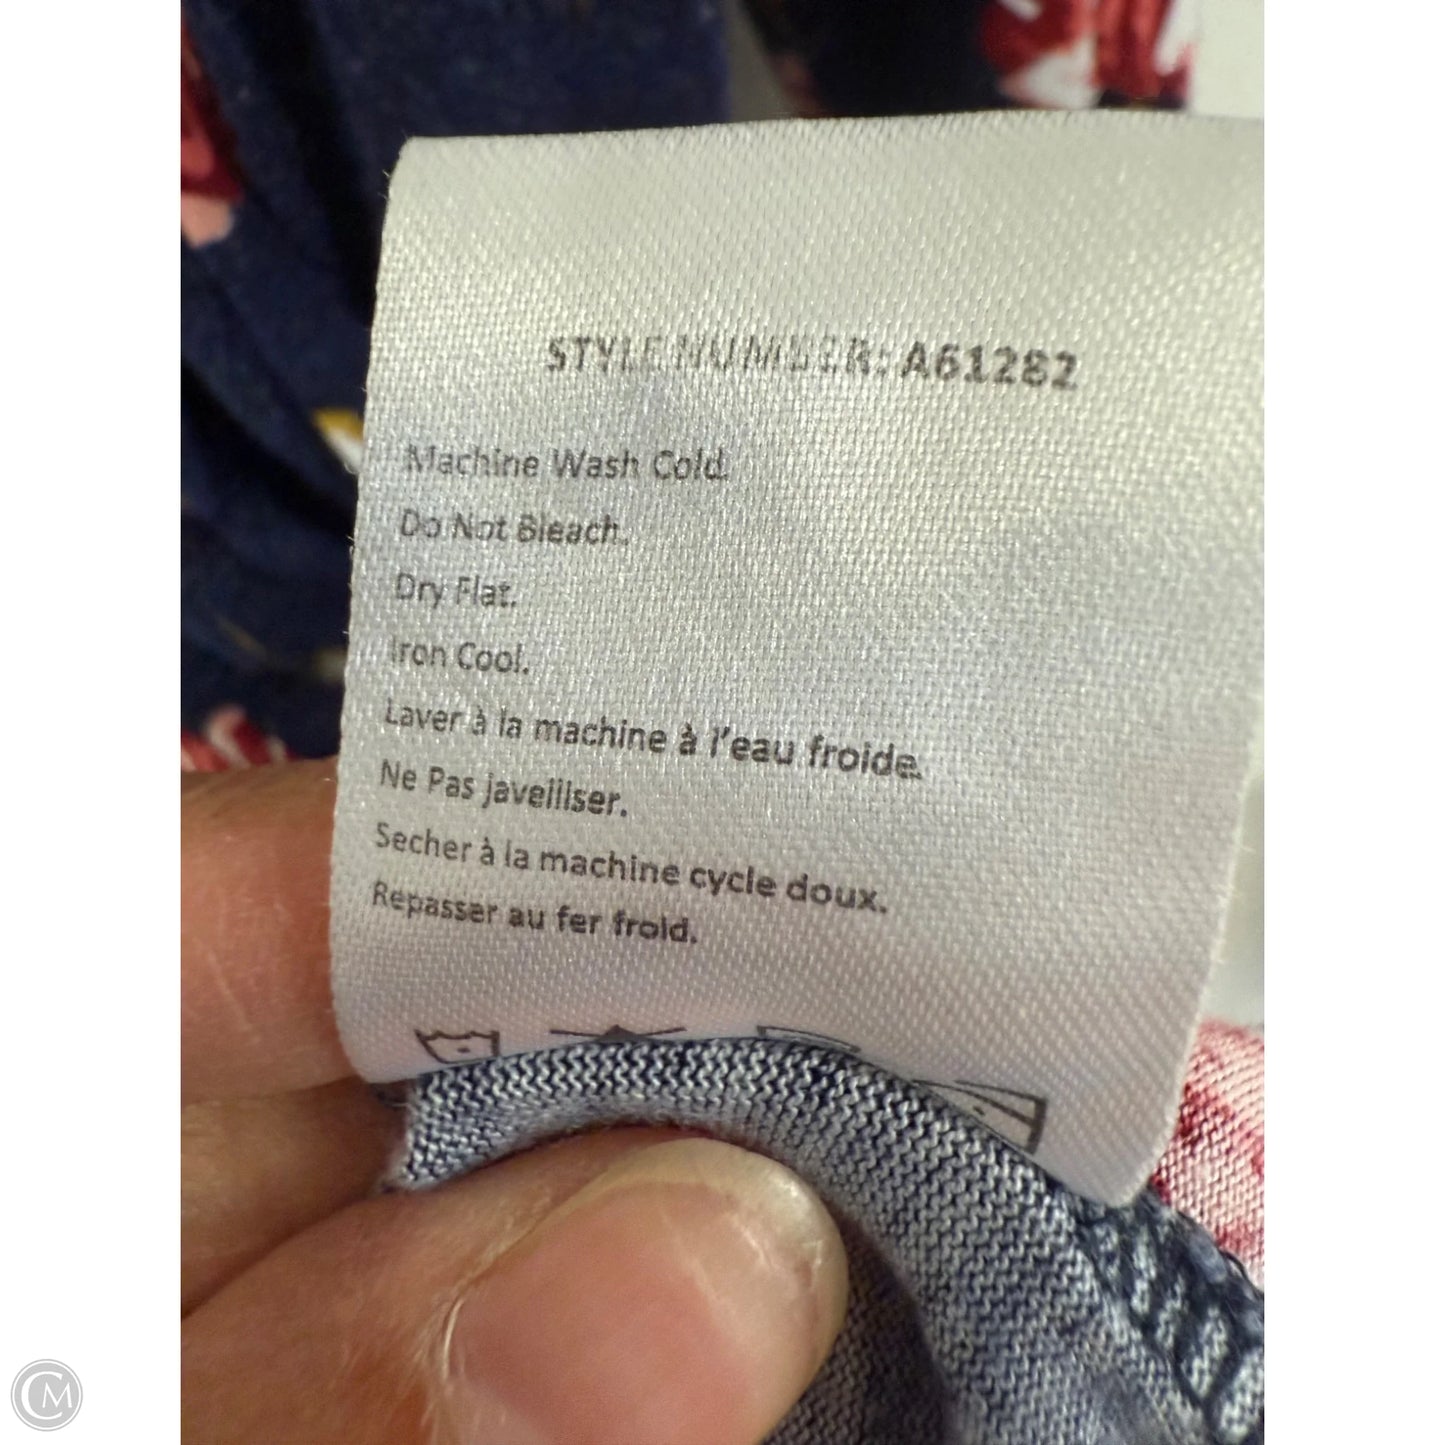 STYLE NUMBER: A61282
Machine Wash Cold.
Do Not Bleach.
Dry Flat.
Iron Cool.
Laver à la machine à l'eau froide.
Ne Pas javelliser.
Secher à la machine cycle doux.
Repasser au fer froid.
CM